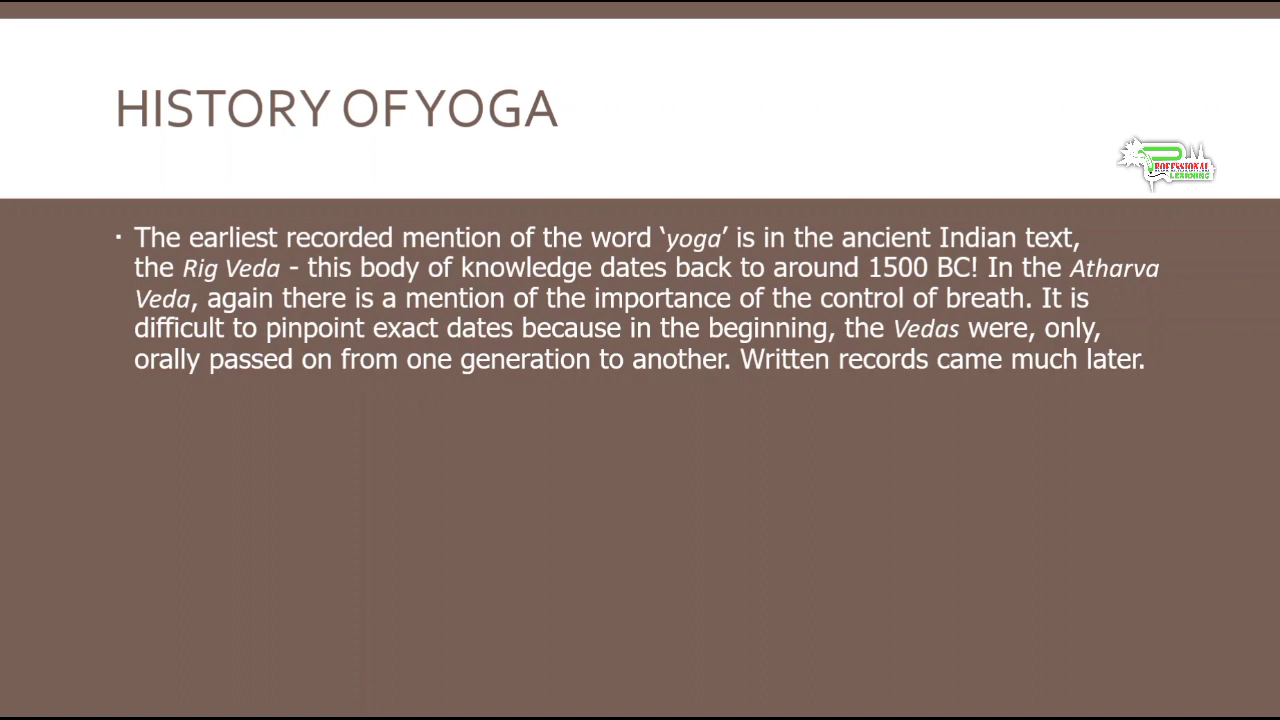 HISTORY OF YOGA
PROFESSIONAL
LEARNING
· The earliest recorded mention of the word ‘yoga’ is in the ancient Indian text,
the Rig Veda - this body of knowledge dates back to around 1500 BC! In the Atharva
Veda, again there is a mention of the importance of the control of breath. It is
difficult to pinpoint exact dates because in the beginning, the Vedas were, only,
orally passed on from one generation to another. Written records came much later.